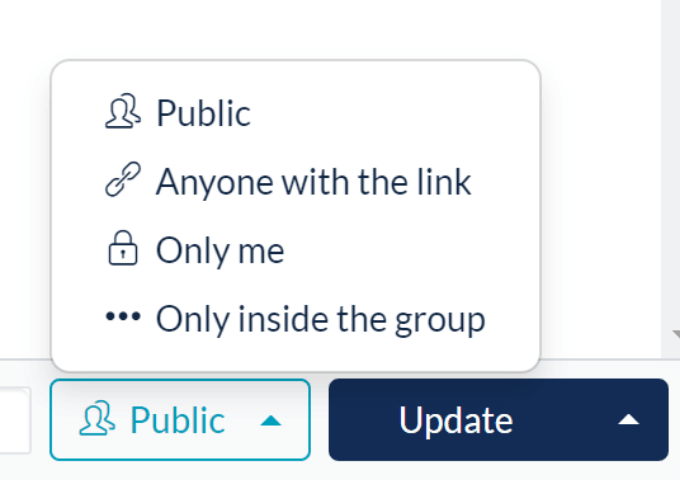 Public
Anyone with the link
Only me
Only inside the group
Public
Update